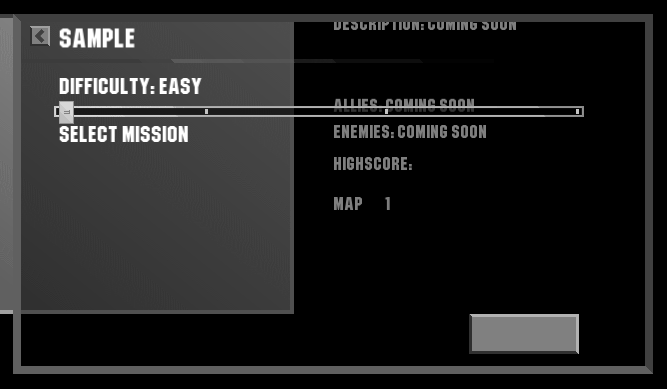 SAMPLE
DIFFICULTY: EASY
SELECT MISSION
DESCRIPTION: COMING SOON
ALLIES: COMING SOON
ENEMIES: COMING SOON
HIGHSCORE:
MAP 1